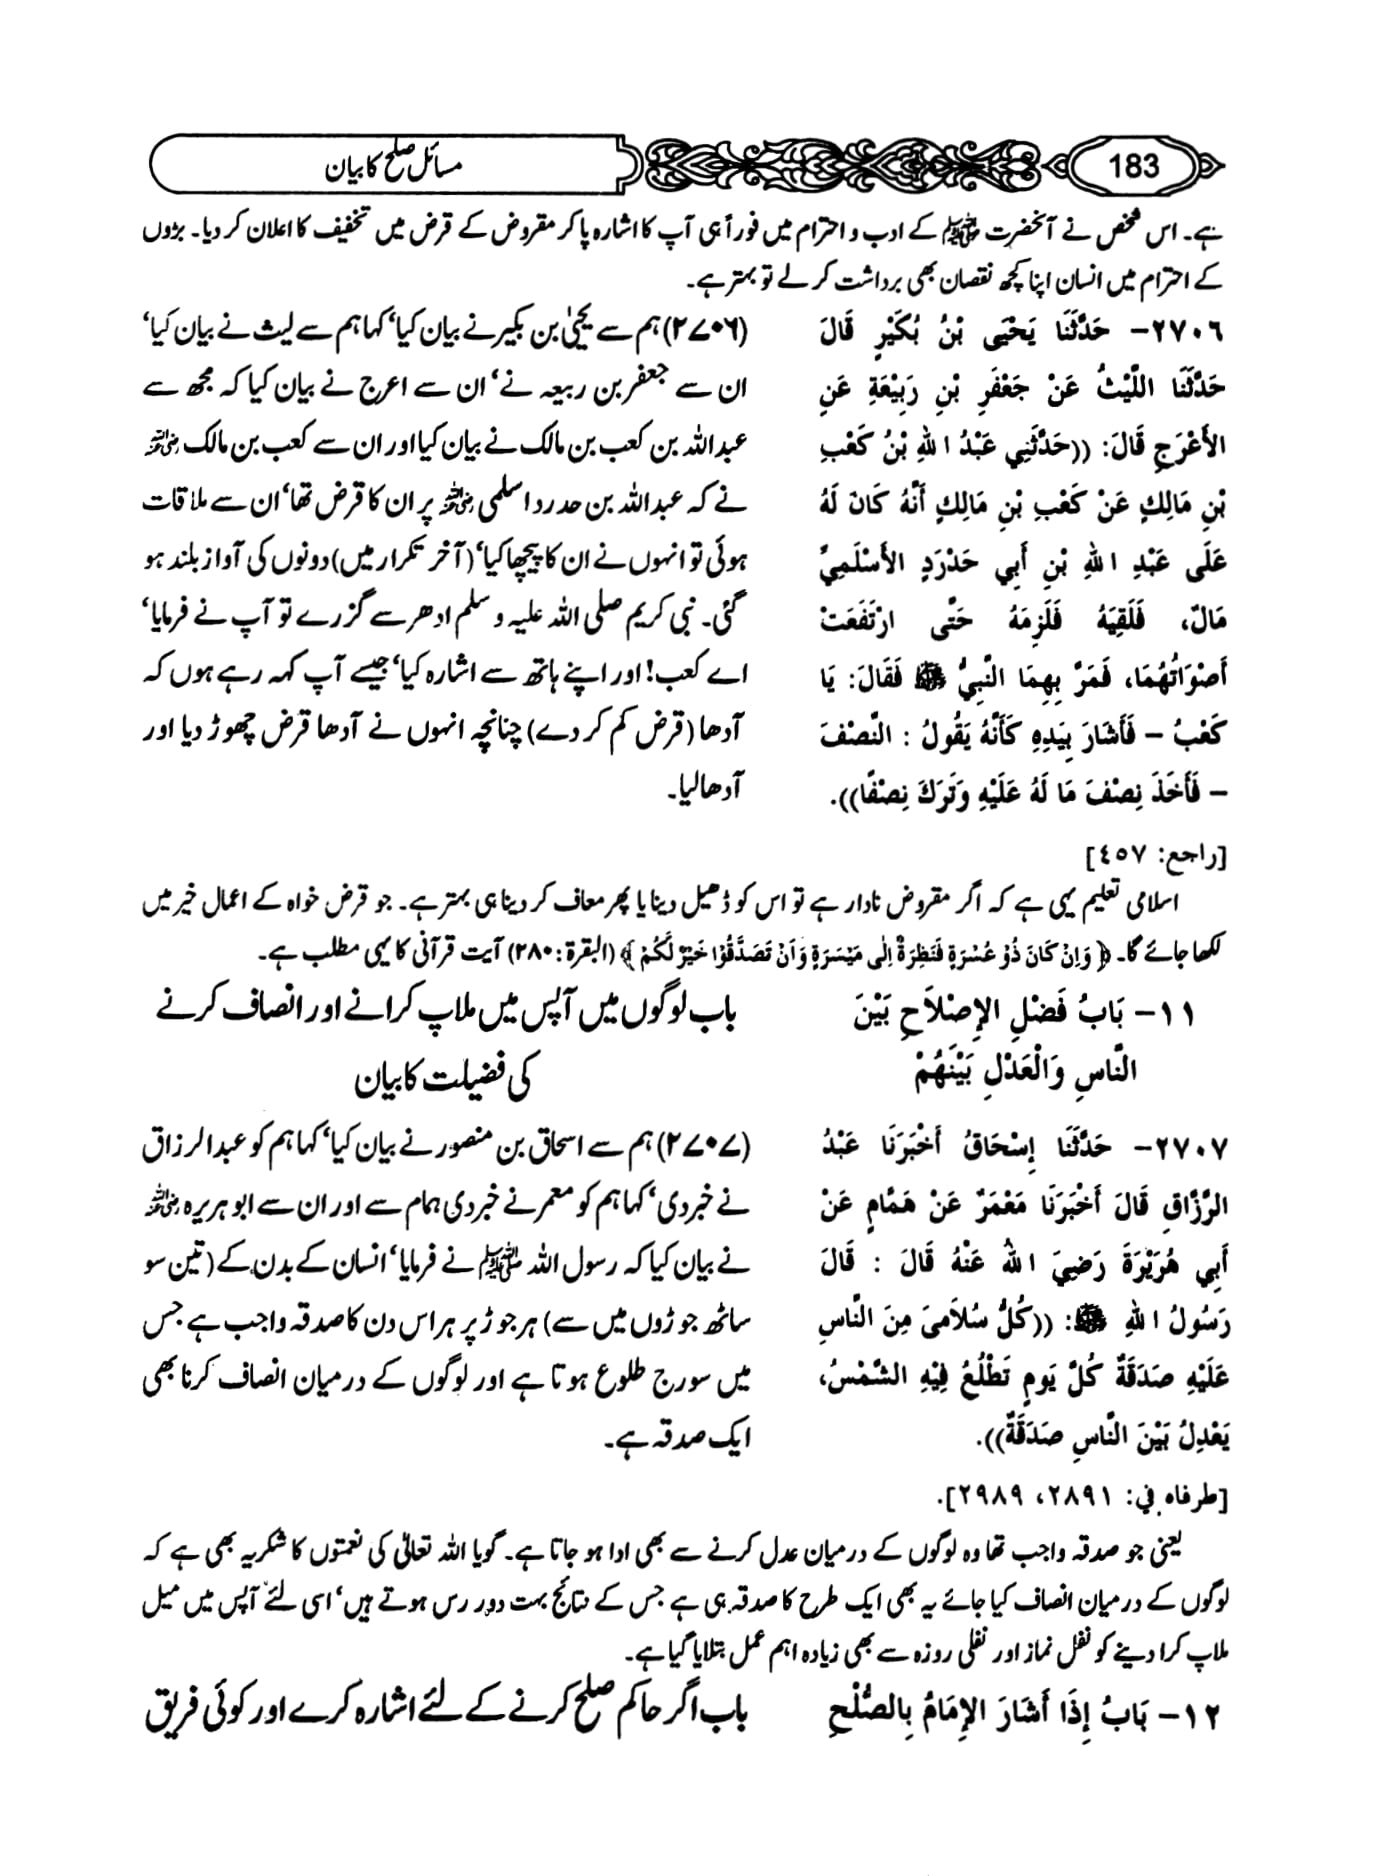 183
مسائل صلح کا بیان
ہے۔ اس شخص نے آنحضرت ﷺ کے ادب و احترام میں فوراً ہی آپ کا اشارہ پا کر مقروض کے قرض میں تخفیف کا اعلان کر دیا۔ بڑوں
کے احترام میں انسان اپنا کچھ نقصان بھی برداشت کر لے تو بہتر ہے۔
٢٧٠٦- حَدَّثَنَا يَحْيَى بْنُ بُكَيْرٍ قَالَ
حَدَّثَنَا اللَّيْثُ عَنْ جَعْفَرِ بْنِ رَبِيْعَةَ عَنِ
الأَعْرَجِ قَالَ: ((حَدَّثَنِي عَبْدُ اللهِ بْنُ كَعْبِ
بْنِ مَالِكٍ عَنْ كَعْبِ بْنِ مَالِكٍ أَنَّهُ كَانَ لَهُ
عَلَى عَبْدِ اللهِ بْنِ أَبِي حَدْرَدٍ الأَسْلَمِيِّ
مَالٌ، فَلَقِيَهُ فَلَزِمَهُ حَتَّى ارْتَفَعَتْ
أَصْوَاتُهُمَا، فَمَرَّ بِهِمَا النَّبِيُّ ﷺ فَقَالَ: يَا
كَعْبُ – فَأَشَارَ بِيَدِهِ كَأَنَّهُ يَقُولُ : النِّصْفَ
– فَأَخَذَ نِصْفَ مَا لَهُ عَلَيْهِ وَتَرَكَ نِصْفًا)).
[راجع: ٤٥٧]
(۲۷۰۶) ہم سے یحییٰ بن بکیر نے بیان کیا‘ کہا ہم سے لیث نے بیان کیا‘
ان سے جعفر بن ربیعہ نے‘ ان سے اعرج نے بیان کیا کہ مجھ سے
عبداللہ بن کعب بن مالک نے بیان کیا اور ان سے کعب بن مالک رضی اللہ عنہ
نے کہ عبداللہ بن حدرد اسلمی رضی اللہ عنہ پر ان کا قرض تھا‘ ان سے ملاقات
ہوئی تو انہوں نے ان کا پیچھا کیا‘ (آخر تکرار میں) دونوں کی آواز بلند ہو
گئی۔ نبی کریم صلی اللہ علیہ و سلم ادھر سے گزرے تو آپ نے فرمایا‘
اے کعب! اور اپنے ہاتھ سے اشارہ کیا‘ جیسے آپ کہہ رہے ہوں کہ
آدھا (قرض کم کر دے) چنانچہ انہوں نے آدھا قرض چھوڑ دیا اور
آدھا لیا۔
اسلامی تعلیم یہی ہے کہ اگر مقروض نادار ہے تو اس کو ڈھیل دینا یا پھر معاف کر دینا ہی بہتر ہے۔ جو قرض خواہ کے اعمال خیر میں
لکھا جائے گا۔ ﴿ وَاِنْ كَانَ ذُوْ عُسْرَةٍ فَنَظِرَةٌ اِلٰى مَيْسَرَةٍ وَاَنْ تَصَدَّقُوْا خَيْرٌ لَّكُمْ ﴾ (البقرۃ: ۲۸۰) آیت قرآنی کا یہی مطلب ہے۔
١١- بَابُ فَضْلِ الإِصْلاَحِ بَيْنَ
النَّاسِ وَالْعَدْلِ بَيْنَهُمْ
باب لوگوں میں آپس میں ملاپ کرانے اور انصاف کرنے
کی فضیلت کا بیان
٢٧٠٧- حَدَّثَنَا إِسْحَاقُ أَخْبَرَنَا عَبْدُ
الرَّزَّاقِ قَالَ أَخْبَرَنَا مَعْمَرٌ عَنْ هَمَّامٍ عَنْ
أَبِي هُرَيْرَةَ رَضِيَ اللهُ عَنْهُ قَالَ : قَالَ
رَسُولُ اللهِ ﷺ: ((كُلُّ سُلاَمَى مِنَ النَّاسِ
عَلَيْهِ صَدَقَةٌ كُلَّ يَومٍ تَطْلُعُ فِيْهِ الشَّمْسُ،
يَعْدِلُ بَيْنَ النَّاسِ صَدَقَةٌ)).
[طرفاه في: ٢٨٩١، ٢٩٨٩].
(۲۷۰۷) ہم سے اسحاق بن منصور نے بیان کیا‘ کہا ہم کو عبدالرزاق
نے خبردی‘ کہا ہم کو معمر نے خبردی ہمام سے اور ان سے ابوہریرہ رضی اللہ عنہ
نے بیان کیا کہ رسول اللہ ﷺ نے فرمایا‘ انسان کے بدن کے (تین سو
ساٹھ جوڑوں میں سے) ہر جوڑ پر ہر اس دن کا صدقہ واجب ہے جس
میں سورج طلوع ہوتا ہے اور لوگوں کے درمیان انصاف کرنا بھی
ایک صدقہ ہے۔
یعنی جو صدقہ واجب تھا وہ لوگوں کے درمیان عدل کرنے سے بھی ادا ہو جاتا ہے۔ گویا اللہ تعالیٰ کی نعمتوں کا شکریہ بھی ہے کہ
لوگوں کے درمیان انصاف کیا جائے یہ بھی ایک طرح کا صدقہ ہی ہے جس کے نتائج بہت دور رس ہوتے ہیں‘ اسی لئے آپس میں میل
ملاپ کرا دینے کو نفل نماز اور نفلی روزہ سے بھی زیادہ اہم عمل بتلایا گیا ہے۔
١٢- بَابُ إِذَا أَشَارَ الإِمَامُ بِالصُّلْحِ
باب اگر حاکم صلح کرنے کے لئے اشارہ کرے اور کوئی فریق